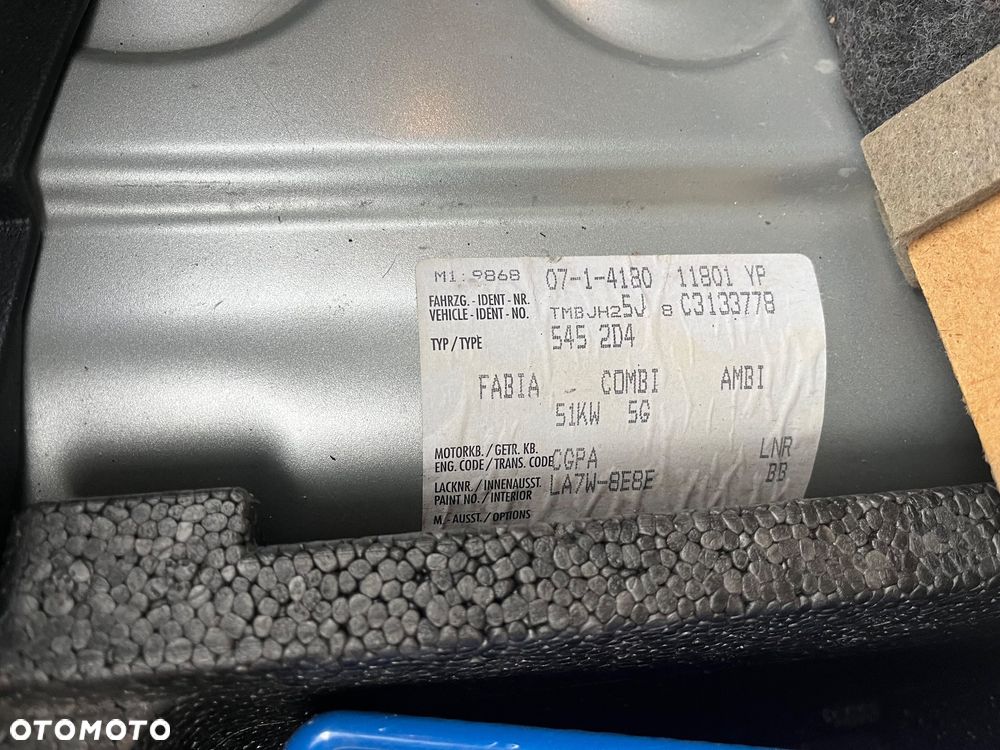 M1: 9868 07-1-4180 11801 YP
FAHRZG. - IDENT - NR.
VEHICLE - IDENT - NO. TMBJH25J 8 C3133778
TYP / TYPE 545 2D4
FABIA - COMBI AMBI
51KW 5G
MOTORKB. / GETR. KB.
ENG. CODE / TRANS. CODE CGPA LNR
LACKNR. / INNENAUSST.
PAINT NO. / INTERIOR LA7W-8E8E BB
M. - AUSST. / OPTIONS
OTOMOTO